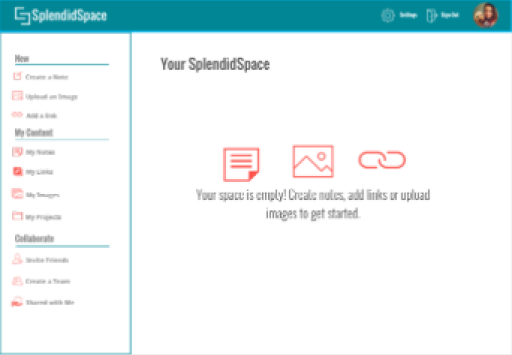 SplendidSpace
Settings
Sign Out
New
Create a Note
Upload an Image
Add a link
My Content
My Notes
My Links
My Images
My Projects
Collaborate
Invite Friends
Create a Team
Shared with Me
Your SplendidSpace
Your space is empty! Create notes, add links or upload
images to get started.